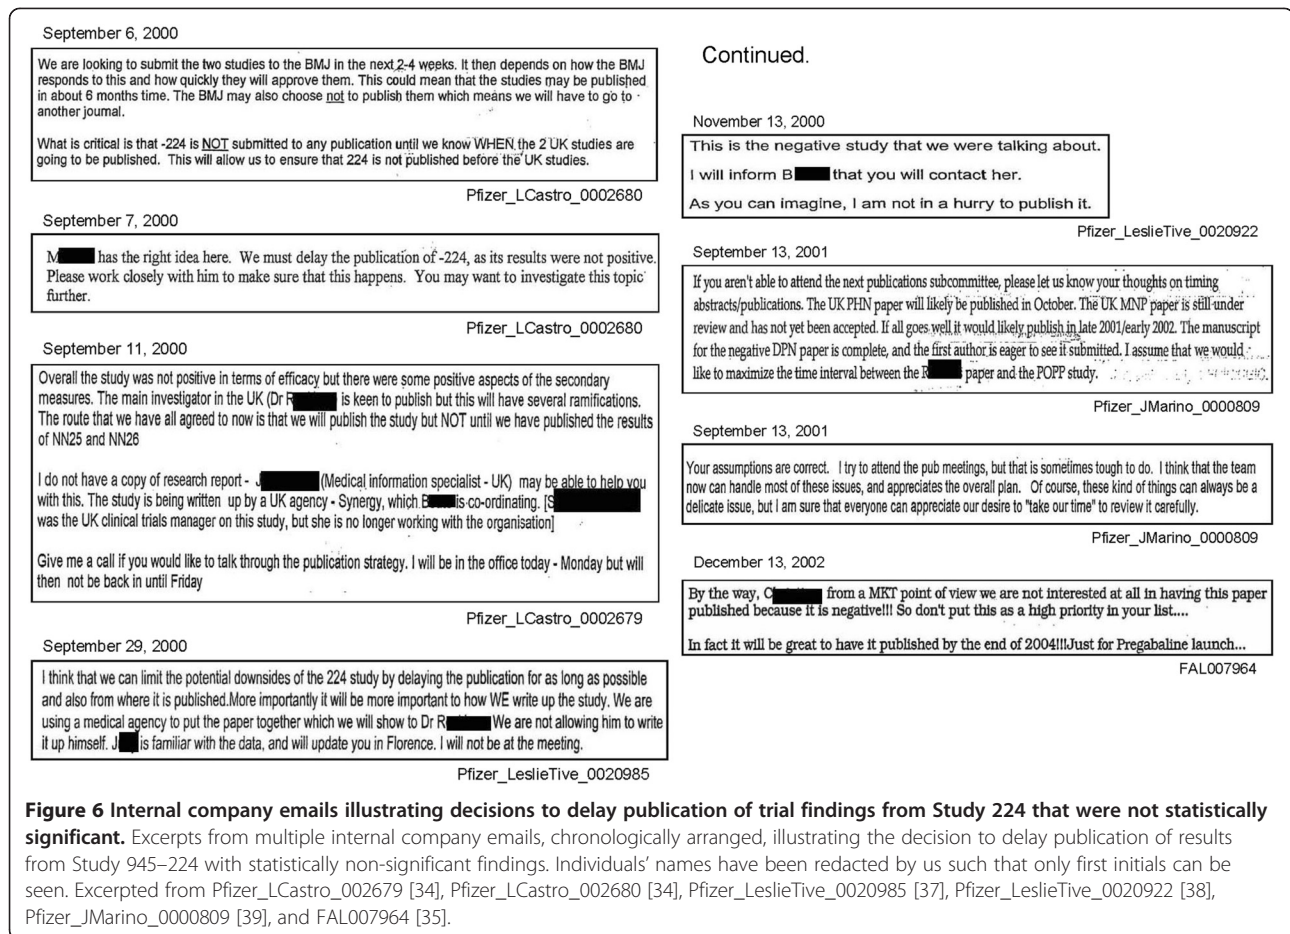 September 6, 2000
We are looking to submit the two studies to the BMJ in the next 2-4 weeks. It then depends on how the BMJ
responds to this and how quickly they will approve them. This could mean that the studies may be published
in about 6 months time. The BMJ may also choose not to publish them which means we will have to go to
another journal.
What is critical is that -224 is NOT submitted to any publication until we know WHEN the 2 UK studies are
going to be published. This will allow us to ensure that 224 is not published before the UK studies.
Pfizer_LCastro_0002680
September 7, 2000
M has the right idea here. We must delay the publication of -224, as its results were not positive.
Please work closely with him to make sure that this happens. You may want to investigate this topic
further.
Pfizer_LCastro_0002680
September 11, 2000
Overall the study was not positive in terms of efficacy but there were some positive aspects of the secondary
measures. The main investigator in the UK (Dr R is keen to publish but this will have several ramifications.
The route that we have all agreed to now is that we will publish the study but NOT until we have published the results
of NN25 and NN26
I do not have a copy of research report - J (Medical information specialist - UK) may be able to help you
with this. The study is being written up by a UK agency - Synergy, which B is co-ordinating. [S
was the UK clinical trials manager on this study, but she is no longer working with the organisation]
Give me a call if you would like to talk through the publication strategy. I will be in the office today - Monday but will
then not be back in until Friday
Pfizer_LCastro_0002679
September 29, 2000
I think that we can limit the potential downsides of the 224 study by delaying the publication for as long as possible
and also from where it is published.More importantly it will be more important to how WE write up the study. We are
using a medical agency to put the paper together which we will show to Dr R We are not allowing him to write
it up himself. J is familiar with the data, and will update you in Florence. I will not be at the meeting.
Pfizer_LeslieTive_0020985
Continued.
November 13, 2000
This is the negative study that we were talking about.
I will inform B that you will contact her.
As you can imagine, I am not in a hurry to publish it.
Pfizer_LeslieTive_0020922
September 13, 2001
If you aren't able to attend the next publications subcommittee, please let us know your thoughts on timing
abstracts/publications. The UK PHN paper will likely be published in October. The UK MNP paper is still under
review and has not yet been accepted. If all goes well it would likely publish in late 2001/early 2002. The manuscript
for the negative DPN paper is complete, and the first author is eager to see it submitted. I assume that we would
like to maximize the time interval between the R paper and the POPP study.
Pfizer_JMarino_0000809
September 13, 2001
Your assumptions are correct. I try to attend the pub meetings, but that is sometimes tough to do. I think that the team
now can handle most of these issues, and appreciates the overall plan. Of course, these kind of things can always be a
delicate issue, but I am sure that everyone can appreciate our desire to "take our time" to review it carefully.
Pfizer_JMarino_0000809
December 13, 2002
By the way, C from a MKT point of view we are not interested at all in having this paper
published because it is negative!!! So don't put this as a high priority in your list....
In fact it will be great to have it published by the end of 2004!!!Just for Pregabaline launch...
FAL007964
Figure 6 Internal company emails illustrating decisions to delay publication of trial findings from Study 224 that were not statistically
significant. Excerpts from multiple internal company emails, chronologically arranged, illustrating the decision to delay publication of results
from Study 945–224 with statistically non-significant findings. Individuals' names have been redacted by us such that only first initials can be
seen. Excerpted from Pfizer_LCastro_002679 [34], Pfizer_LCastro_002680 [34], Pfizer_LeslieTive_0020985 [37], Pfizer_LeslieTive_0020922 [38],
Pfizer_JMarino_0000809 [39], and FAL007964 [35].